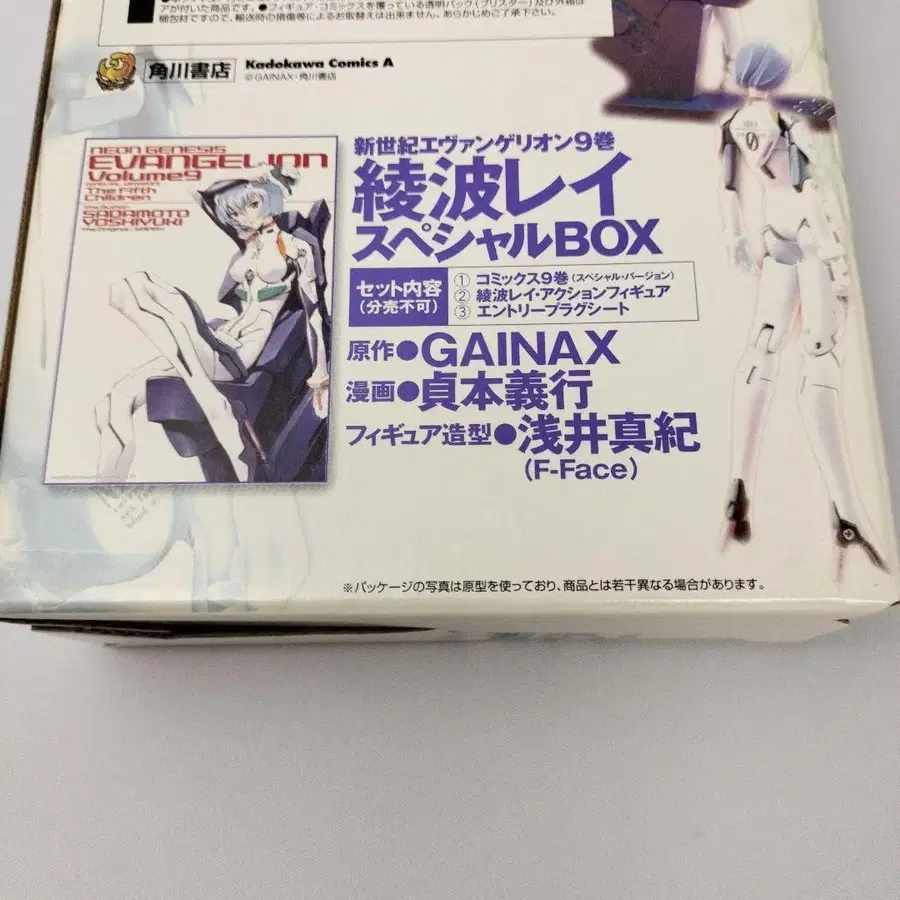 アが付いた商品です。●フィギュア・コミックスを覆っている透明パック(ブリスター)及び外箱は
梱包材ですので、輸送時の損傷等によるお取替えは出来ません。あらかじめご了承下さい。
角川書店
Kadokawa Comics A
©GAINAX・角川書店
NEON GENESIS
EVANGELION
Volume9
The Fifth
Children
SADAMOTO
YOSHIYUKI
新世紀エヴァンゲリオン9巻
綾波レイ
スペシャルBOX
セット内容
(分売不可)
① コミックス9巻(スペシャル・バージョン)
② 綾波レイ・アクションフィギュア
③ エントリープラグシート
原作●GAINAX
漫画●貞本義行
フィギュア造型●浅井真紀
(F-Face)
※パッケージの写真は原型を使っており、商品とは若干異なる場合があります。